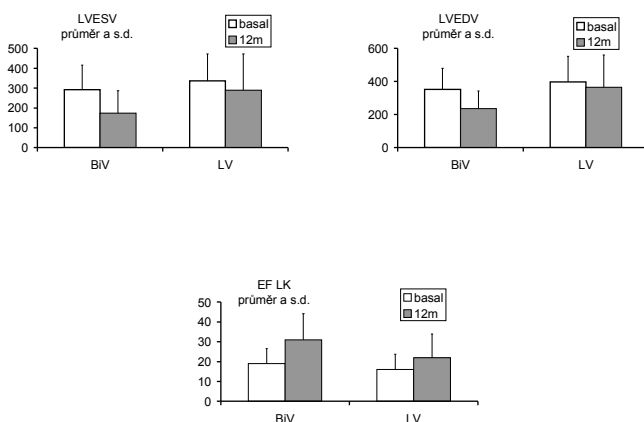 LVESV
průměr a s.d.
basal
12m
500
400
300
200
100
0
BiV
LV
LVEDV
průměr a s.d.
basal
12m
600
400
200
0
BiV
LV
EF LK
průměr a s.d.
basal
12m
50
40
30
20
10
0
BiV
LV